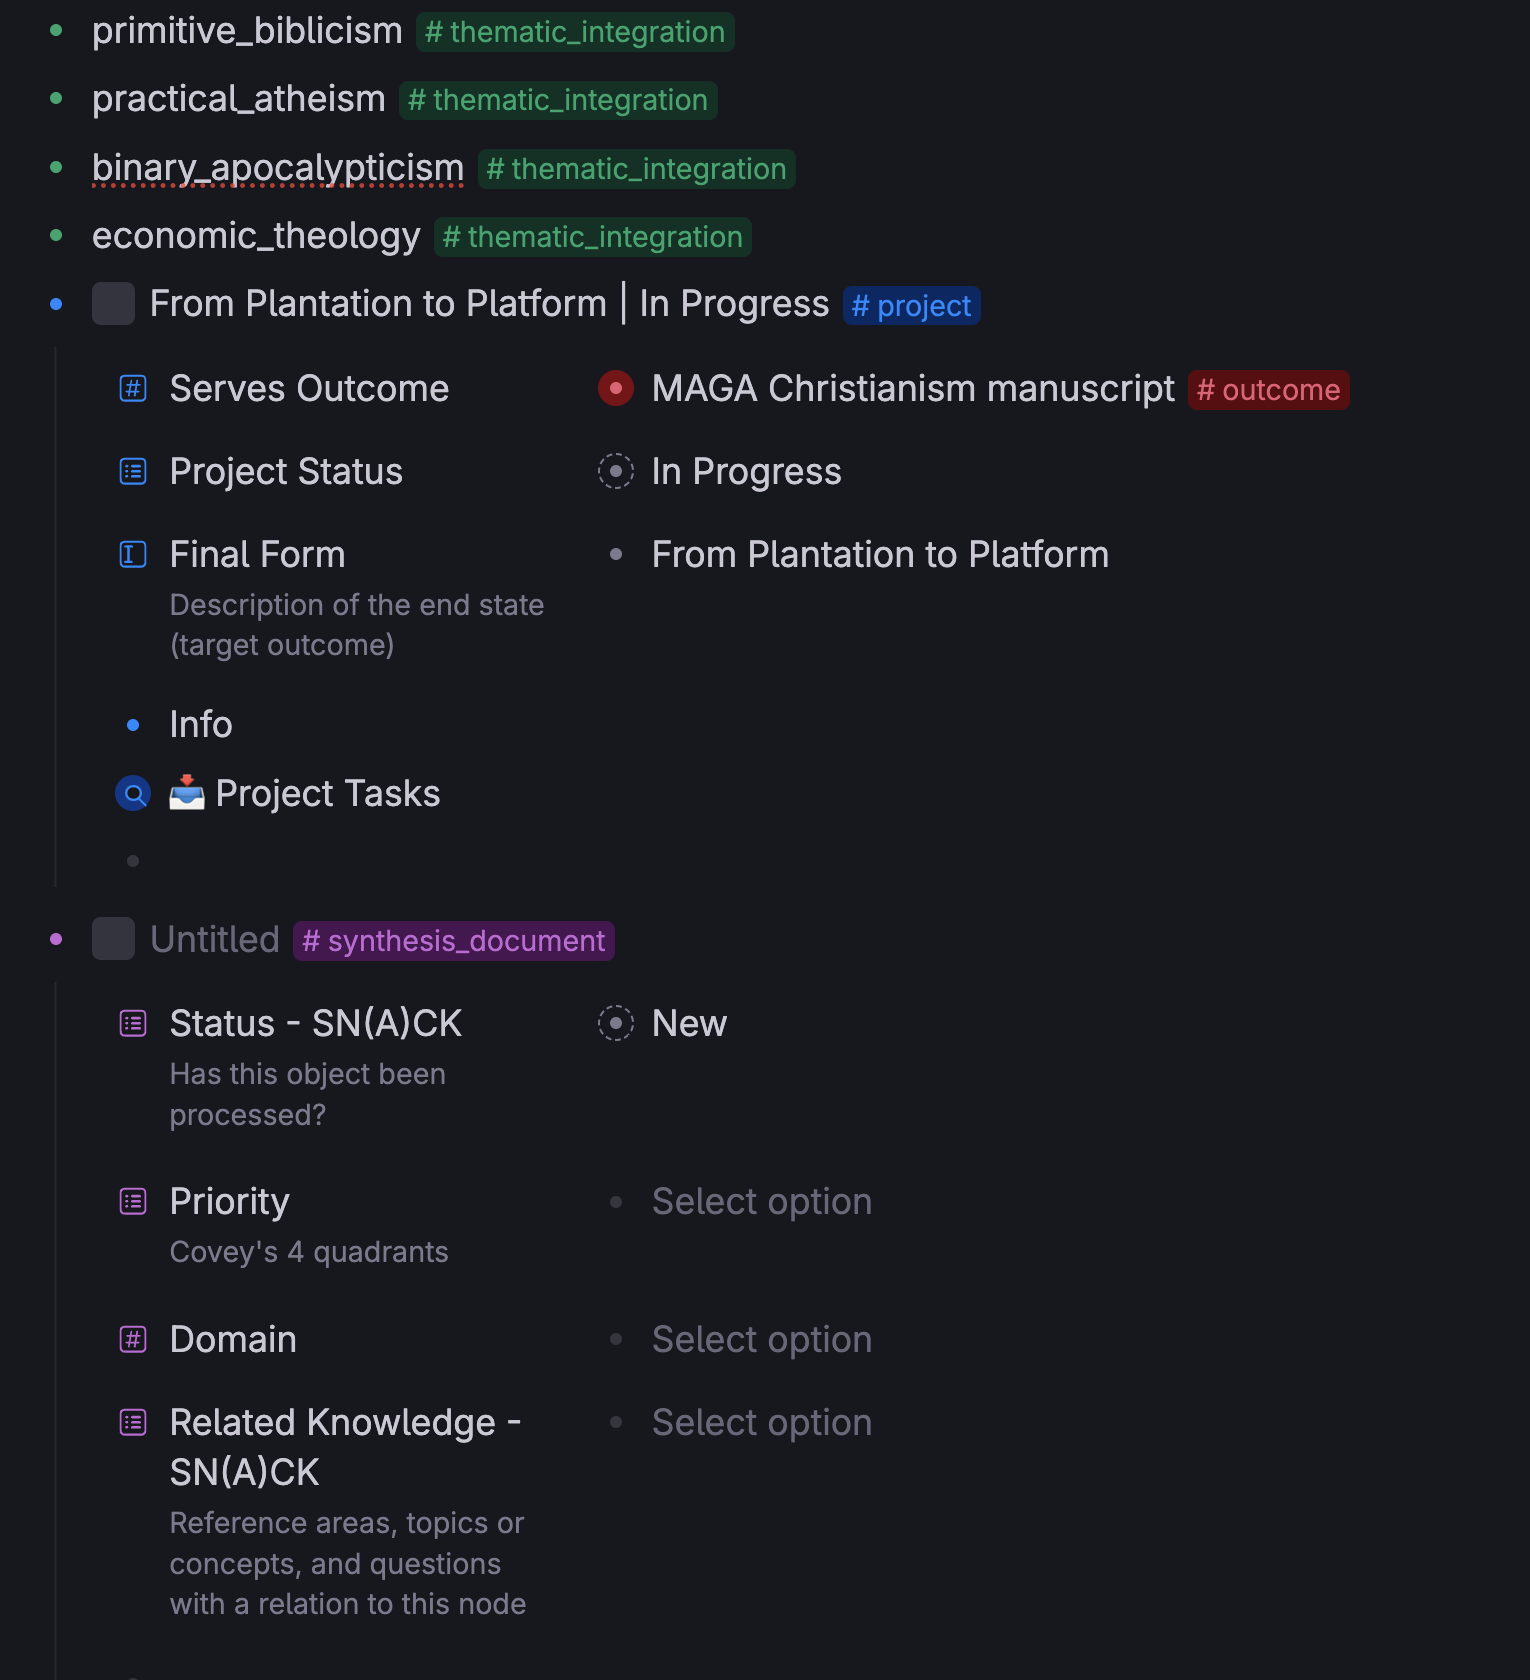 primitive_biblicism # thematic_integration
practical_atheism # thematic_integration
binary_apocalypticism # thematic_integration
economic_theology # thematic_integration
From Plantation to Platform | In Progress # project
Serves Outcome MAGA Christianism manuscript # outcome
Project Status In Progress
Final Form From Plantation to Platform
Description of the end state
(target outcome)
Info
Project Tasks
Untitled # synthesis_document
Status - SN(A)CK New
Has this object been
processed?
Priority Select option
Covey's 4 quadrants
Domain Select option
Related Knowledge - Select option
SN(A)CK
Reference areas, topics or
concepts, and questions
with a relation to this node